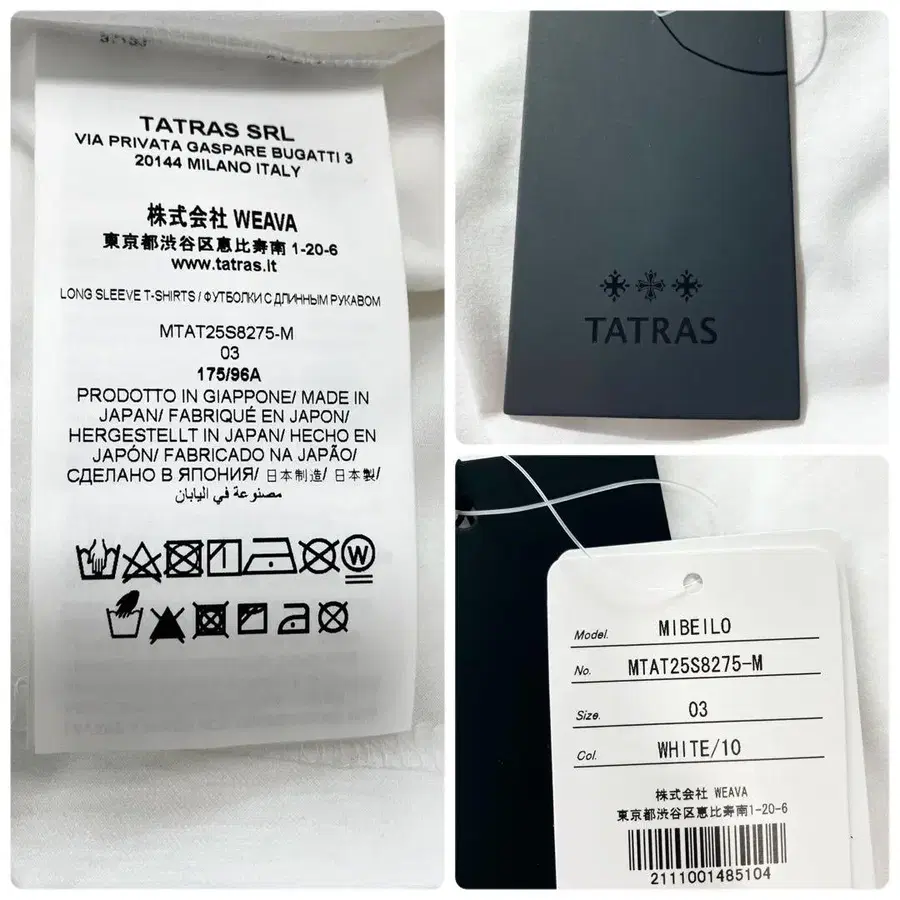 TATRAS SRL
VIA PRIVATA GASPARE BUGATTI 3
20144 MILANO ITALY
株式会社 WEAVA
東京都渋谷区恵比寿南 1-20-6
www.tatras.it
LONG SLEEVE T-SHIRTS / ФУТБОЛКИ С ДЛИННЫМ РУКАВОМ
MTAT25S8275-M
03
175/96A
PRODOTTO IN GIAPPONE/ MADE IN
JAPAN/ FABRIQUÉ EN JAPON/
HERGESTELLT IN JAPAN/ HECHO EN
JAPÓN/ FABRICADO NA JAPÃO/
СДЕЛАНО В ЯПОНИЯ/ 日本制造/ 日本製/
مصنوعة في اليابان
W
TATRAS
Model. MIBEILO
No. MTAT25S8275-M
Size. 03
Col. WHITE/10
株式会社 WEAVA
東京都渋谷区恵比寿南1-20-6
2111001485104